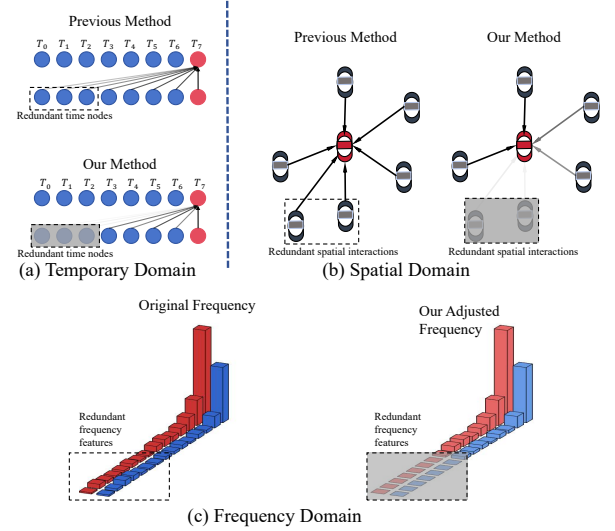 Previous Method
T₀ T₁ T₂ T₃ T₄ T₅ T₆ T₇
Redundant time nodes
Our Method
T₀ T₁ T₂ T₃ T₄ T₅ T₆ T₇
Redundant time nodes
(a) Temporary Domain
Previous Method
Our Method
Redundant spatial interactions
Redundant spatial interactions
(b) Spatial Domain
Original Frequency
Redundant
frequency
features
Our Adjusted
Frequency
Redundant
frequency
features
(c) Frequency Domain